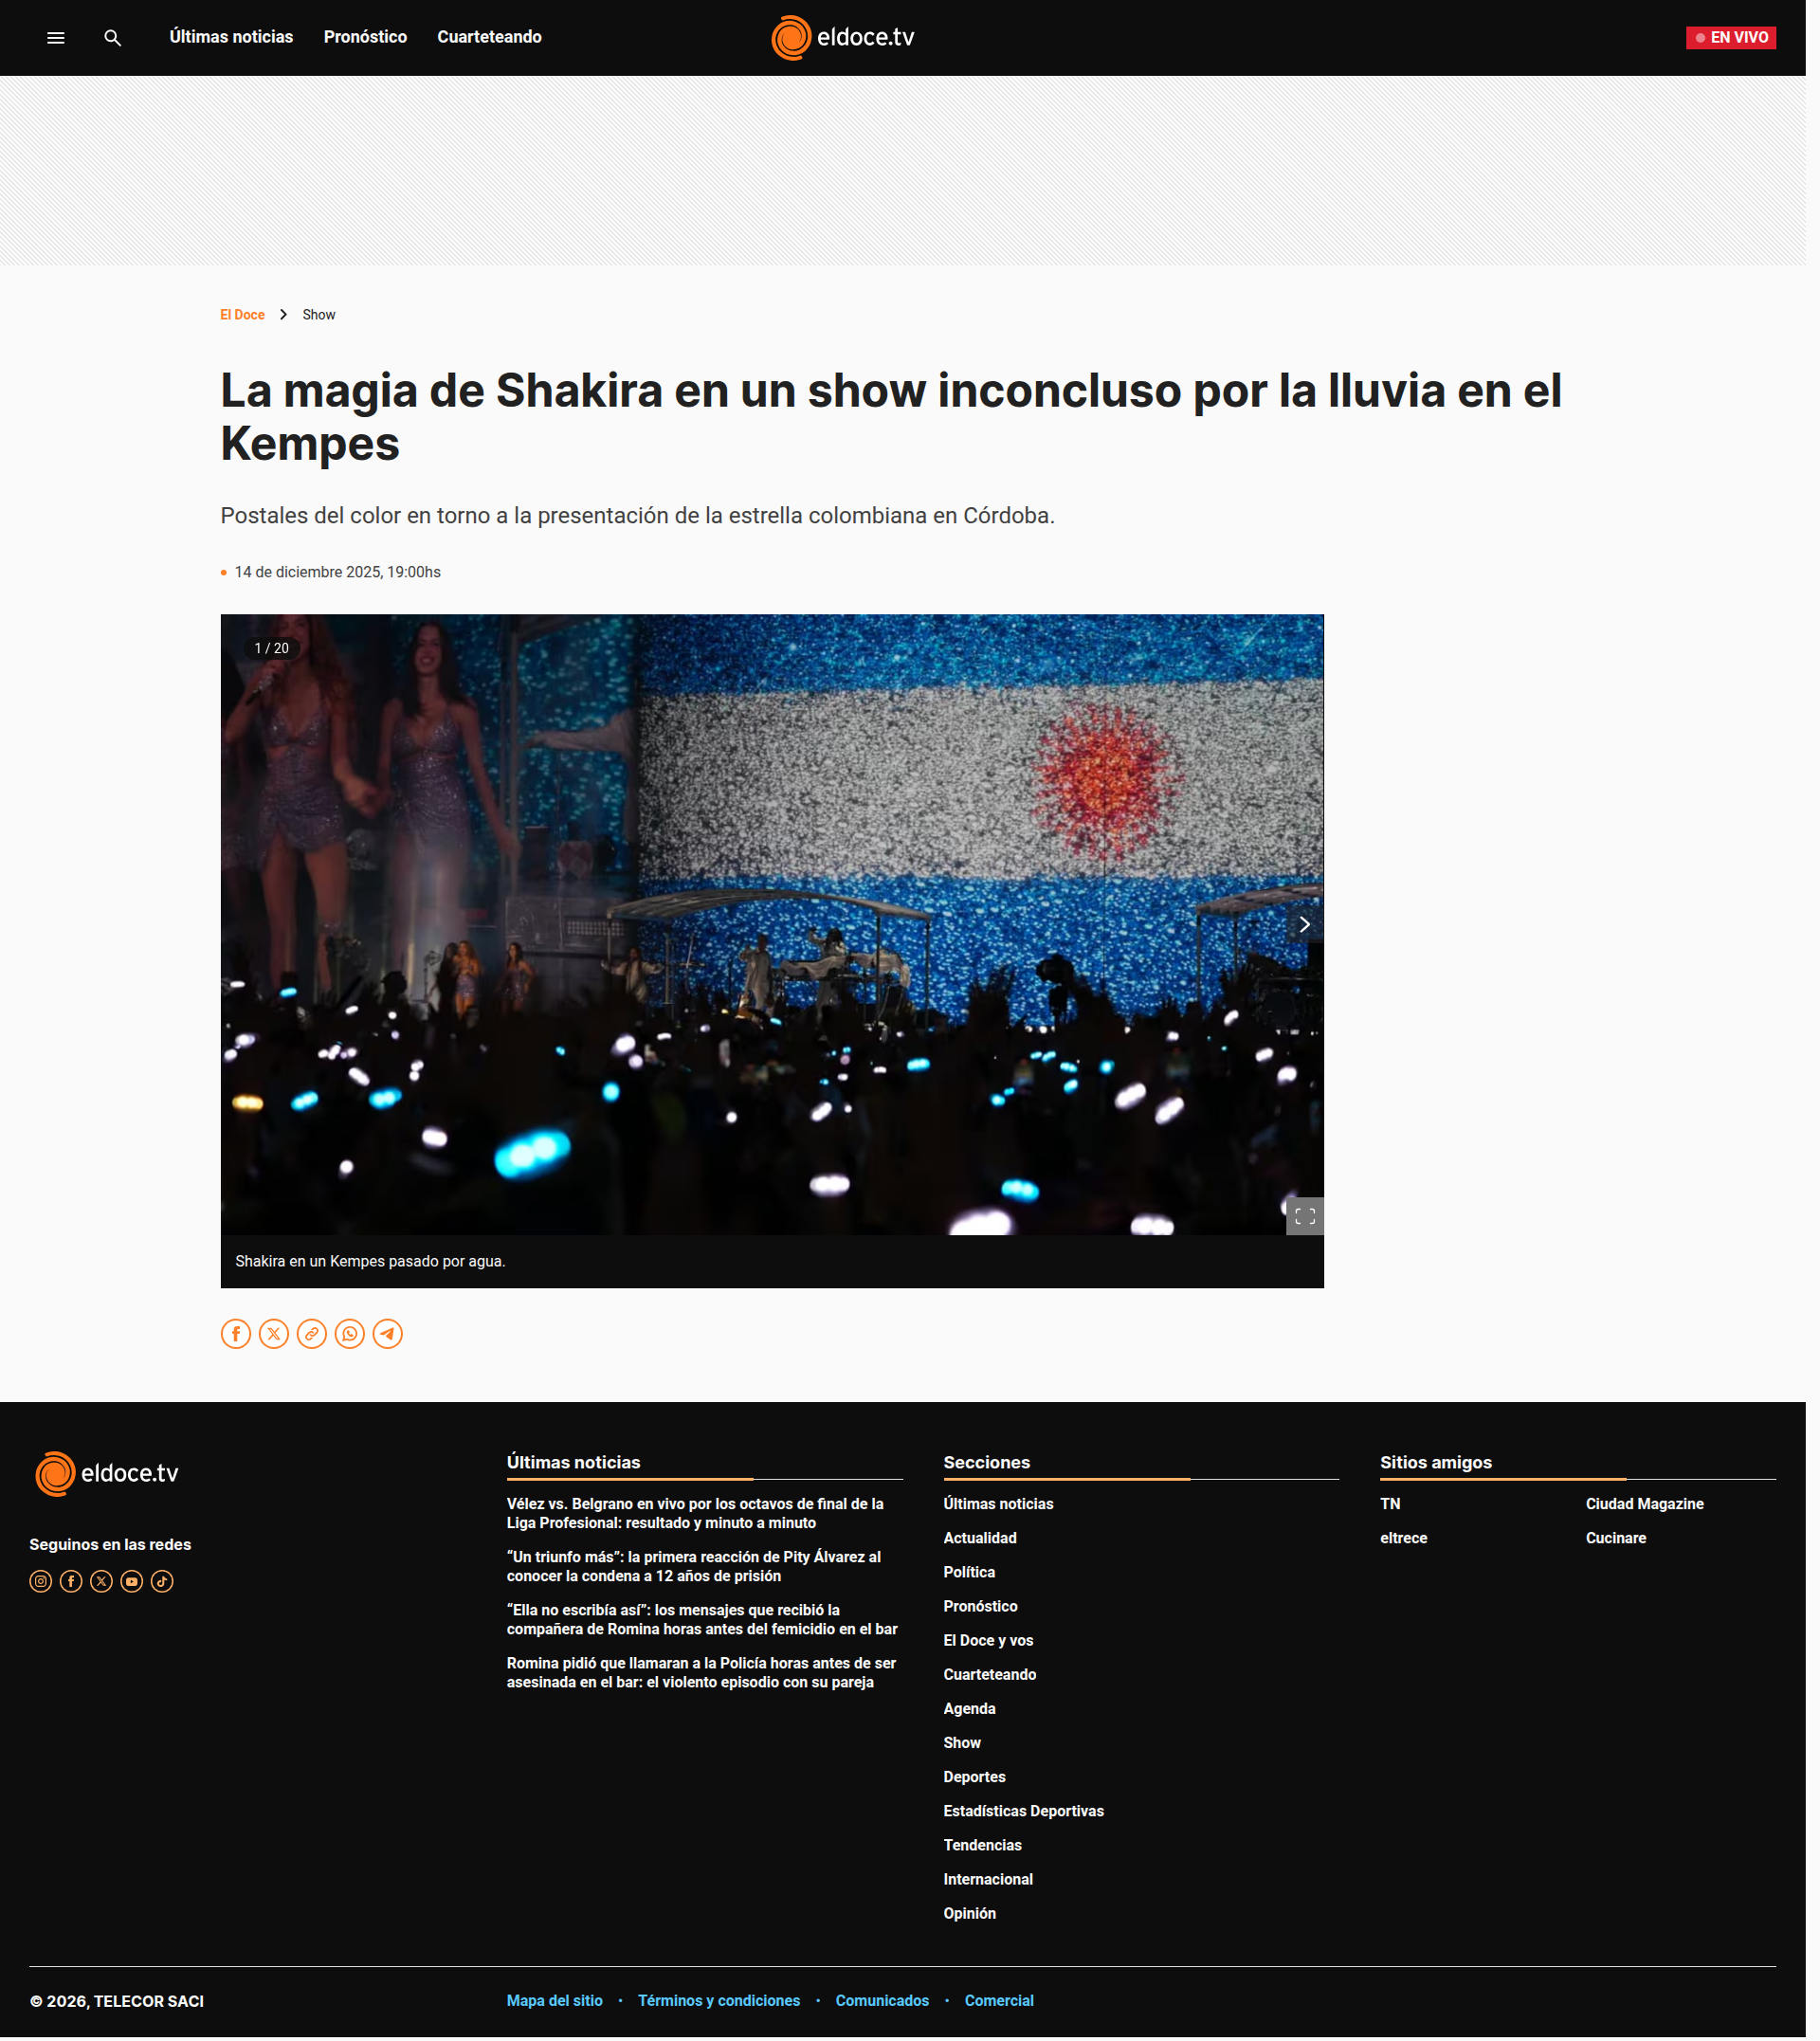 Últimas noticias
Pronóstico
Cuarteteando
eldoce.tv
EN VIVO
El Doce
Show
La magia de Shakira en un show inconcluso por la lluvia en el
Kempes
Postales del color en torno a la presentación de la estrella colombiana en Córdoba.
14 de diciembre 2025, 19:00hs
1 / 20
Shakira en un Kempes pasado por agua.
eldoce.tv
Seguinos en las redes
Últimas noticias
Vélez vs. Belgrano en vivo por los octavos de final de la
Liga Profesional: resultado y minuto a minuto
“Un triunfo más”: la primera reacción de Pity Álvarez al
conocer la condena a 12 años de prisión
“Ella no escribía así”: los mensajes que recibió la
compañera de Romina horas antes del femicidio en el bar
Romina pidió que llamaran a la Policía horas antes de ser
asesinada en el bar: el violento episodio con su pareja
Secciones
Últimas noticias
Actualidad
Política
Pronóstico
El Doce y vos
Cuarteteando
Agenda
Show
Deportes
Estadísticas Deportivas
Tendencias
Internacional
Opinión
Sitios amigos
TN
Ciudad Magazine
eltrece
Cucinare
© 2026, TELECOR SACI
Mapa del sitio • Términos y condiciones • Comunicados • Comercial